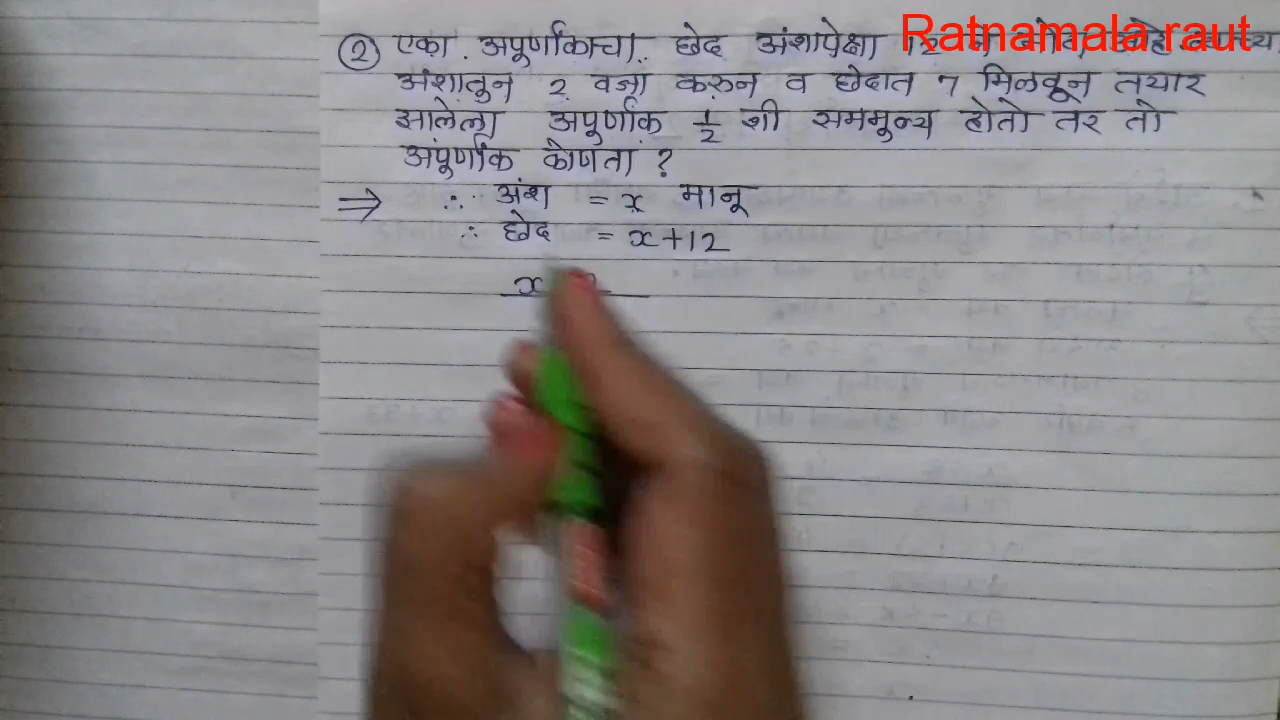 Ratnamala raut
(2) एका अपूर्णांकाचा छेद अंशापेक्षा 12
अंशातुन 2 वजा करुन व छेदात 7 मिळवून तयार
झालेला अपूर्णांक 1/2 शी सममूल्य होतो तर तो
अपूर्णांक कोणता ?
⇒ ∴ अंश = x मानू
∴ छेद = x+12
x